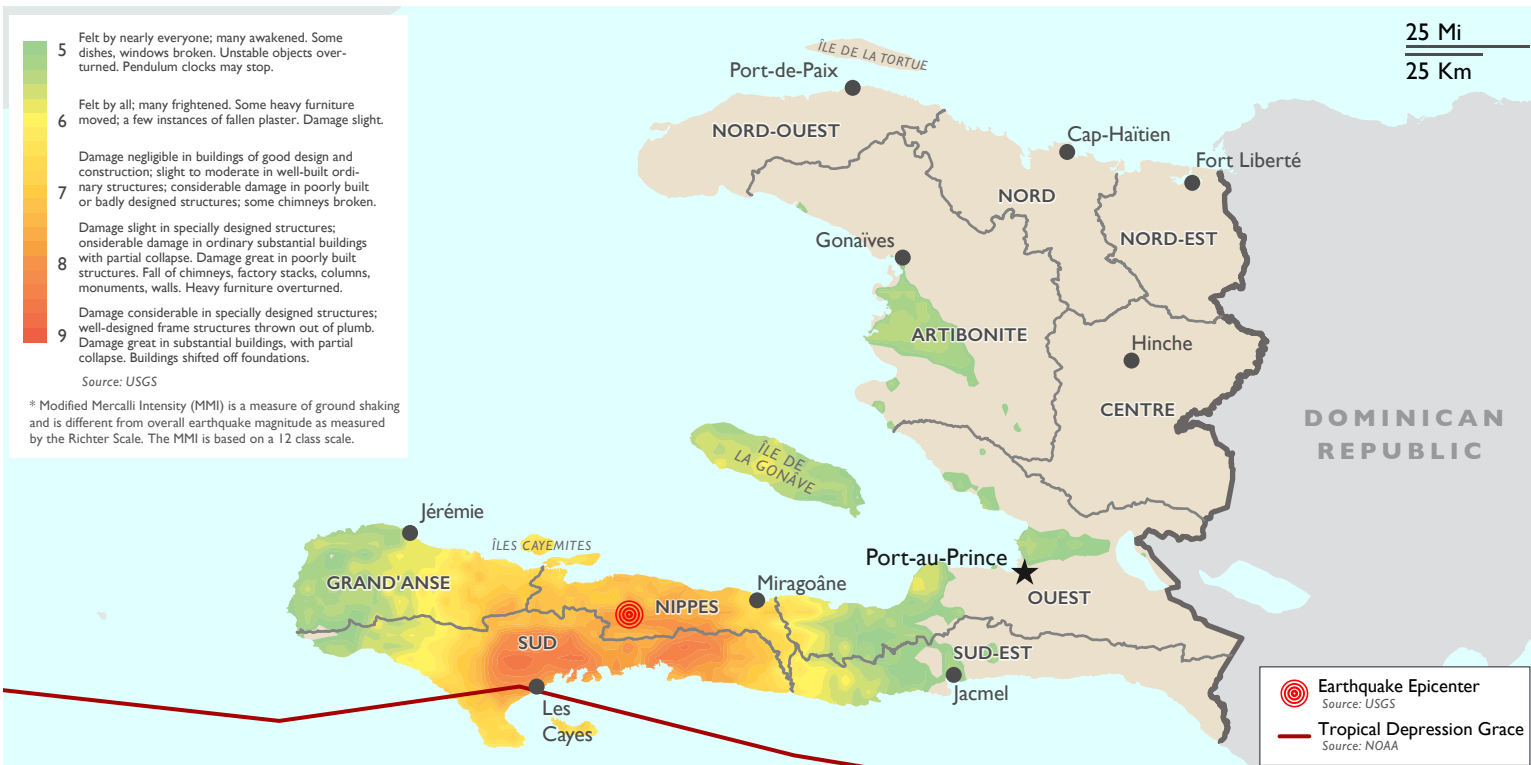 5
Felt by nearly everyone; many awakened. Some
dishes, windows broken. Unstable objects over-
turned. Pendulum clocks may stop.
6
Felt by all; many frightened. Some heavy furniture
moved; a few instances of fallen plaster. Damage slight.
7
Damage negligible in buildings of good design and
construction; slight to moderate in well-built ordi-
nary structures; considerable damage in poorly built
or badly designed structures; some chimneys broken.
8
Damage slight in specially designed structures;
onsiderable damage in ordinary substantial buildings
with partial collapse. Damage great in poorly built
structures. Fall of chimneys, factory stacks, columns,
monuments, walls. Heavy furniture overturned.
9
Damage considerable in specially designed structures;
well-designed frame structures thrown out of plumb.
Damage great in substantial buildings, with partial
collapse. Buildings shifted off foundations.
Source: USGS
* Modified Mercalli Intensity (MMI) is a measure of ground shaking
and is different from overall earthquake magnitude as measured
by the Richter Scale. The MMI is based on a 12 class scale.
25 Mi
25 Km
ÎLE DE LA TORTUE
Port-de-Paix
NORD-OUEST
Cap-Haïtien
Fort Liberté
NORD
NORD-EST
Gonaïves
ARTIBONITE
Hinche
CENTRE
DOMINICAN
REPUBLIC
ÎLE DE
LA GONÂVE
Jérémie
ÎLES CAYEMITES
Port-au-Prince
GRAND'ANSE
Miragoâne
NIPPES
OUEST
SUD
SUD-EST
Jacmel
Les
Cayes
Earthquake Epicenter
Source: USGS
Tropical Depression Grace
Source: NOAA